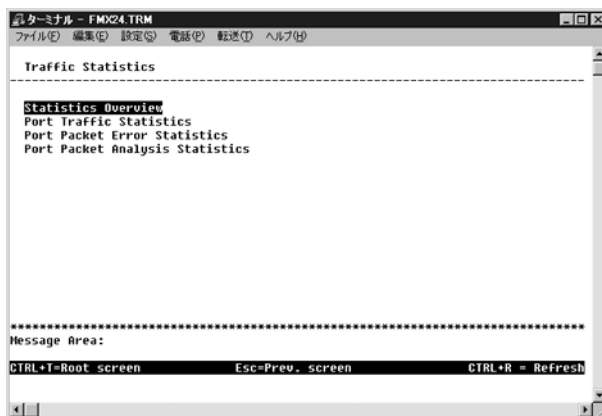 ターミナル - FMX24.TRM
ファイル(F) 編集(E) 設定(S) 電話(P) 転送(T) ヘルプ(H)
Traffic Statistics
--------------------------------------------------------------------------------
Statistics Overview
Port Traffic Statistics
Port Packet Error Statistics
Port Packet Analysis Statistics
********************************************************************************
Message Area:
CTRL+T=Root screen Esc=Prev. screen CTRL+R = Refresh